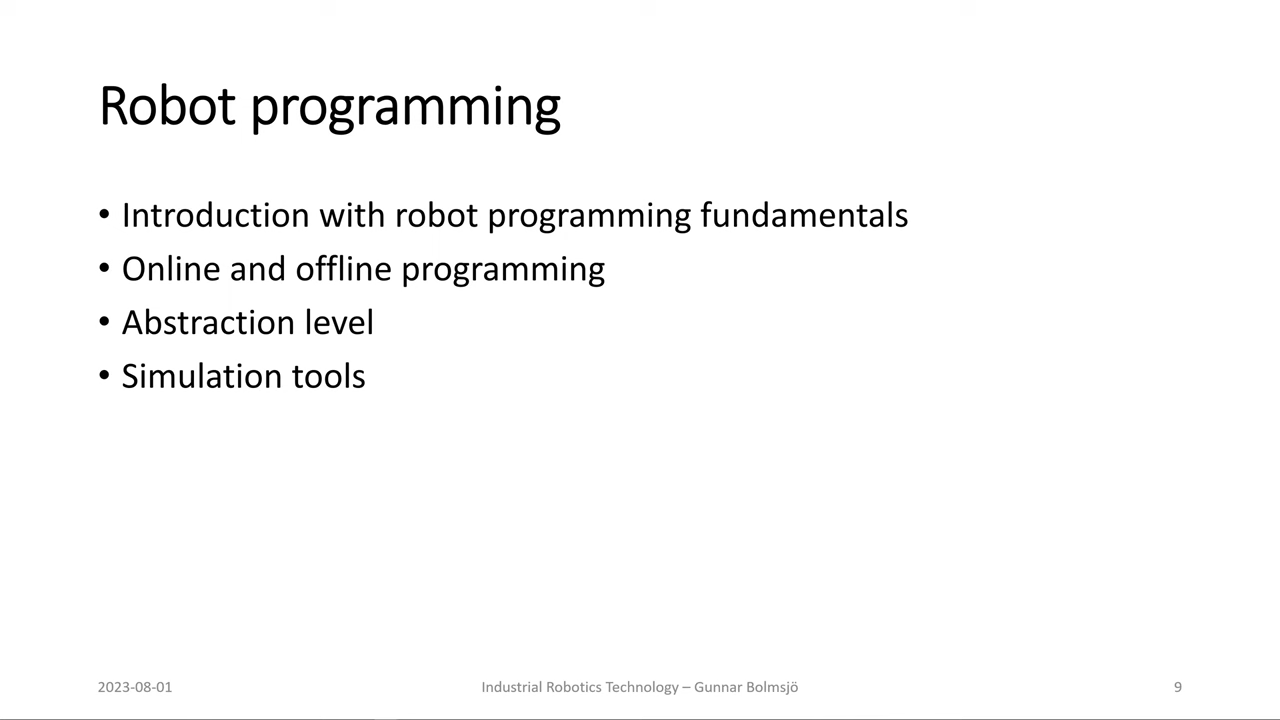 Robot programming
• Introduction with robot programming fundamentals
• Online and offline programming
• Abstraction level
• Simulation tools
2023-08-01
Industrial Robotics Technology – Gunnar Bolmsjö
9